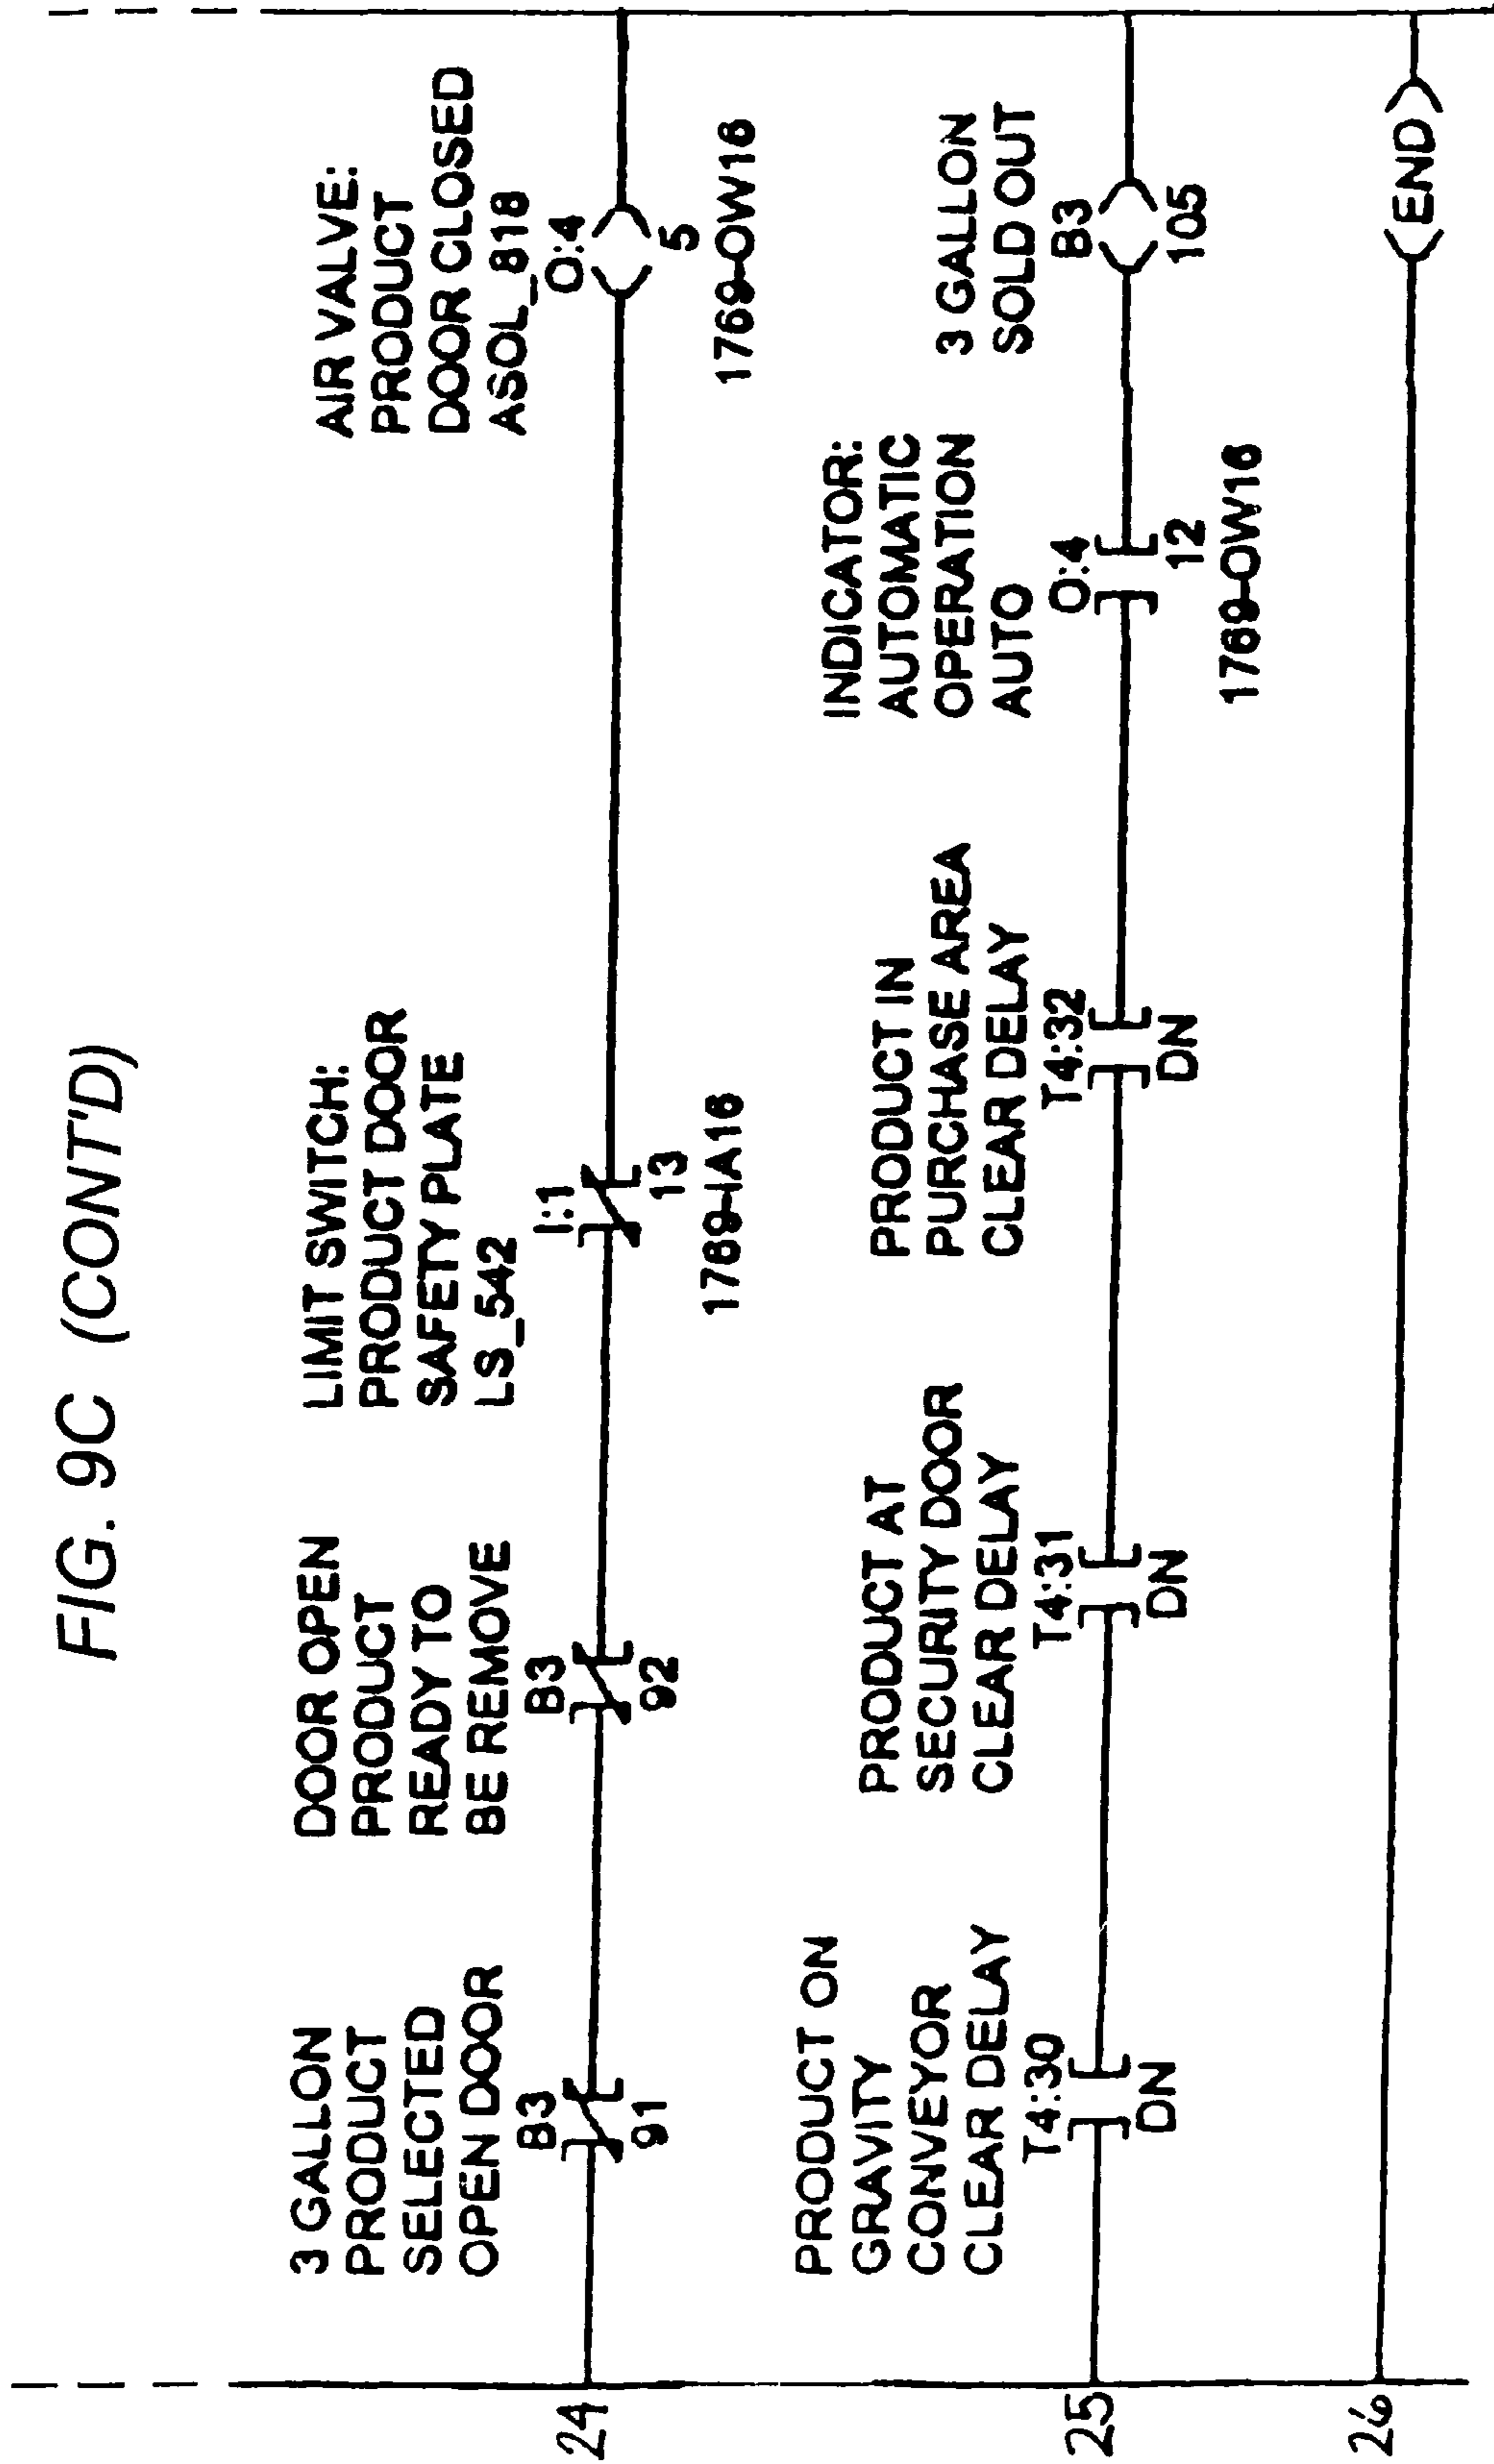 FIG. 9C (CONT'D)
24
3 GALLON
PRODUCT
SELECTED
OPEN DOOR
B3
91
DOOR OPEN
PRODUCT
READY TO
BE REMOVE
B3
92
LIMIT SWITCH:
PRODUCT DOOR
SAFETY PLATE
LS_542
I:1
13
1769-IA16
AIR VALVE:
PRODUCT
DOOR CLOSED
ASOL_818
O:4
5
1769-OW16
25
PRODUCT ON
GRAVITY
CONVEYOR
CLEAR DELAY
T4:30
DN
PRODUCT AT
SECURITY DOOR
CLEAR DELAY
T4:31
DN
PRODUCT IN
PURCHASE AREA
CLEAR DELAY
T4:32
DN
INDICATOR:
AUTOMATIC
OPERATION
AUTO
O:4
12
1769-OW16
3 GALLON
SOLD OUT
B3
105
26
END